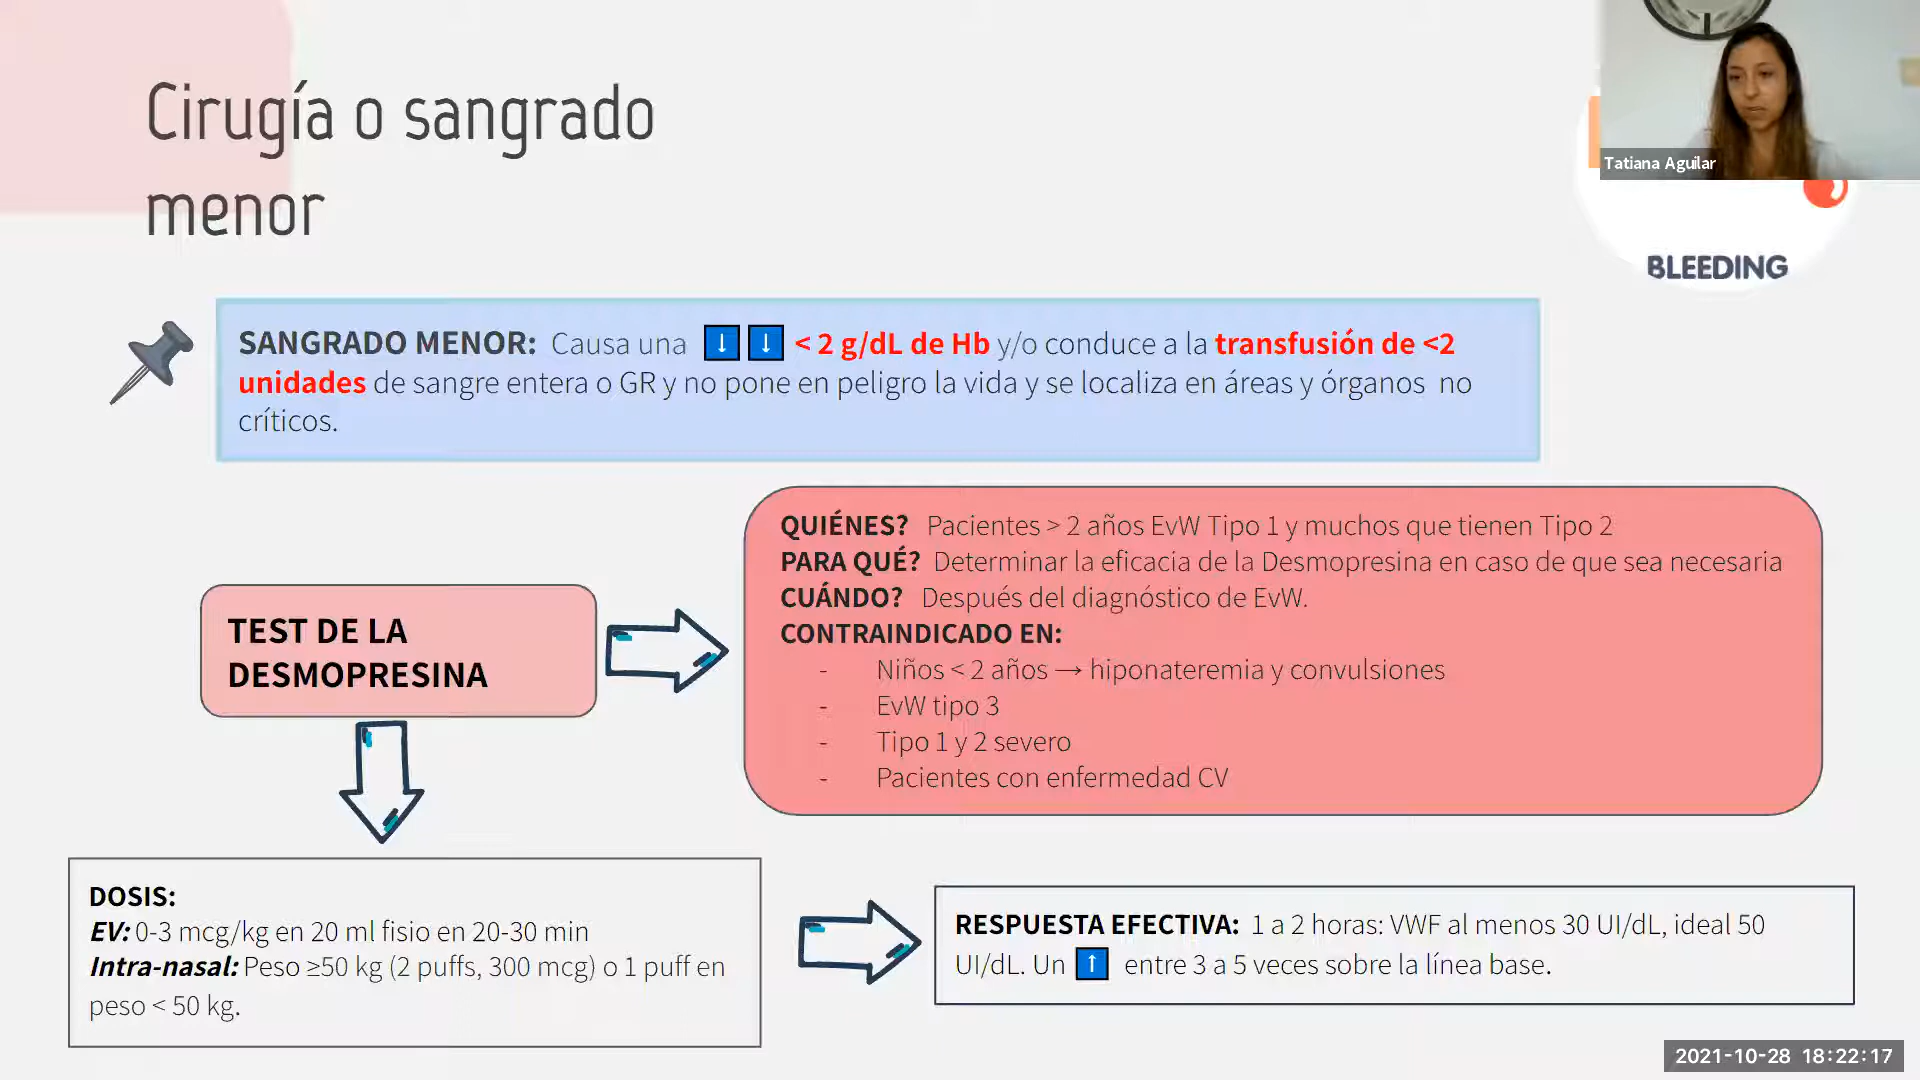 Cirugía o sangrado
menor
Tatiana Aguilar
BLEEDING
SANGRADO MENOR: Causa una ↓ ↓ < 2 g/dL de Hb y/o conduce a la transfusión de <2
unidades de sangre entera o GR y no pone en peligro la vida y se localiza en áreas y órganos no
críticos.
QUIÉNES? Pacientes > 2 años EvW Tipo 1 y muchos que tienen Tipo 2
PARA QUÉ? Determinar la eficacia de la Desmopresina en caso de que sea necesaria
CUÁNDO? Después del diagnóstico de EvW.
CONTRAINDICADO EN:
- Niños < 2 años → hiponateremia y convulsiones
- EvW tipo 3
- Tipo 1 y 2 severo
- Pacientes con enfermedad CV
TEST DE LA
DESMOPRESINA
DOSIS:
EV: 0-3 mcg/kg en 20 ml fisio en 20-30 min
Intra-nasal: Peso ≥50 kg (2 puffs, 300 mcg) o 1 puff en
peso < 50 kg.
RESPUESTA EFECTIVA: 1 a 2 horas: VWF al menos 30 UI/dL, ideal 50
UI/dL. Un ↑ entre 3 a 5 veces sobre la línea base.
2021-10-28 18:22:17